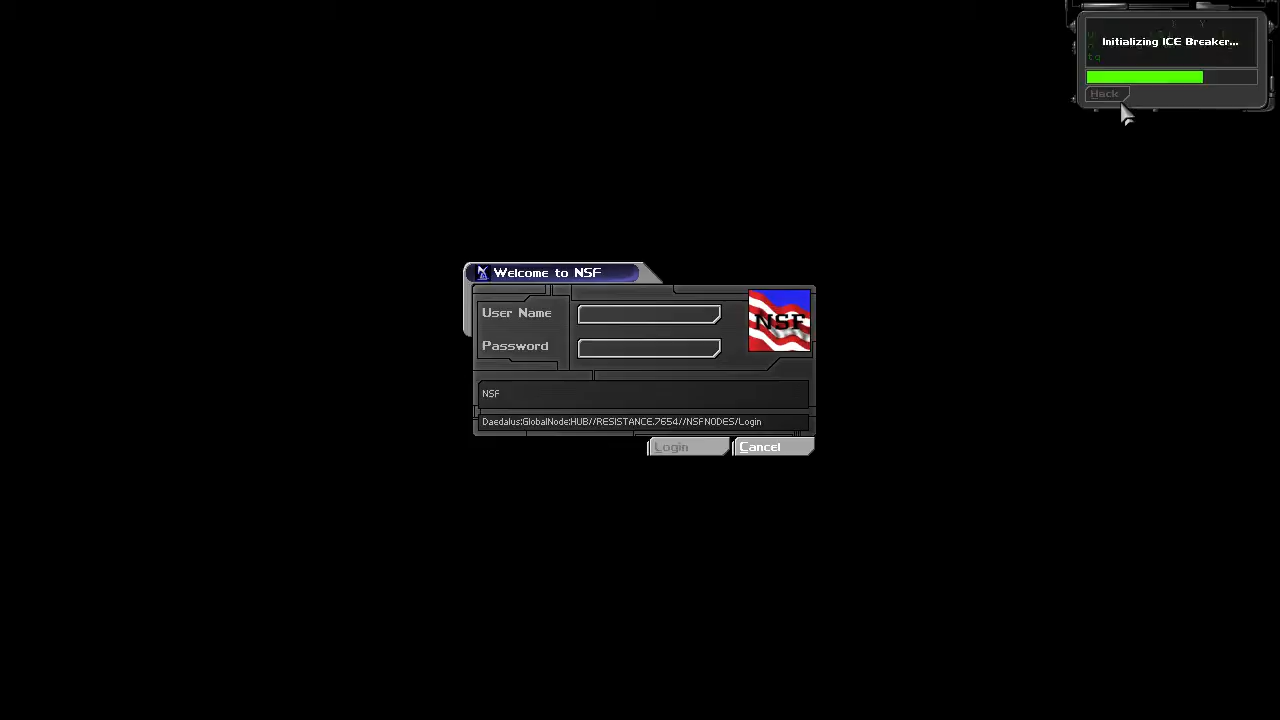 Initializing ICE Breaker...
tq
Hack
Welcome to NSF
User Name
NSF
Password
NSF
Daedalus:GlobalNode:HUB//RESISTANCE.7654//NSFNODES/Login
Login
Cancel